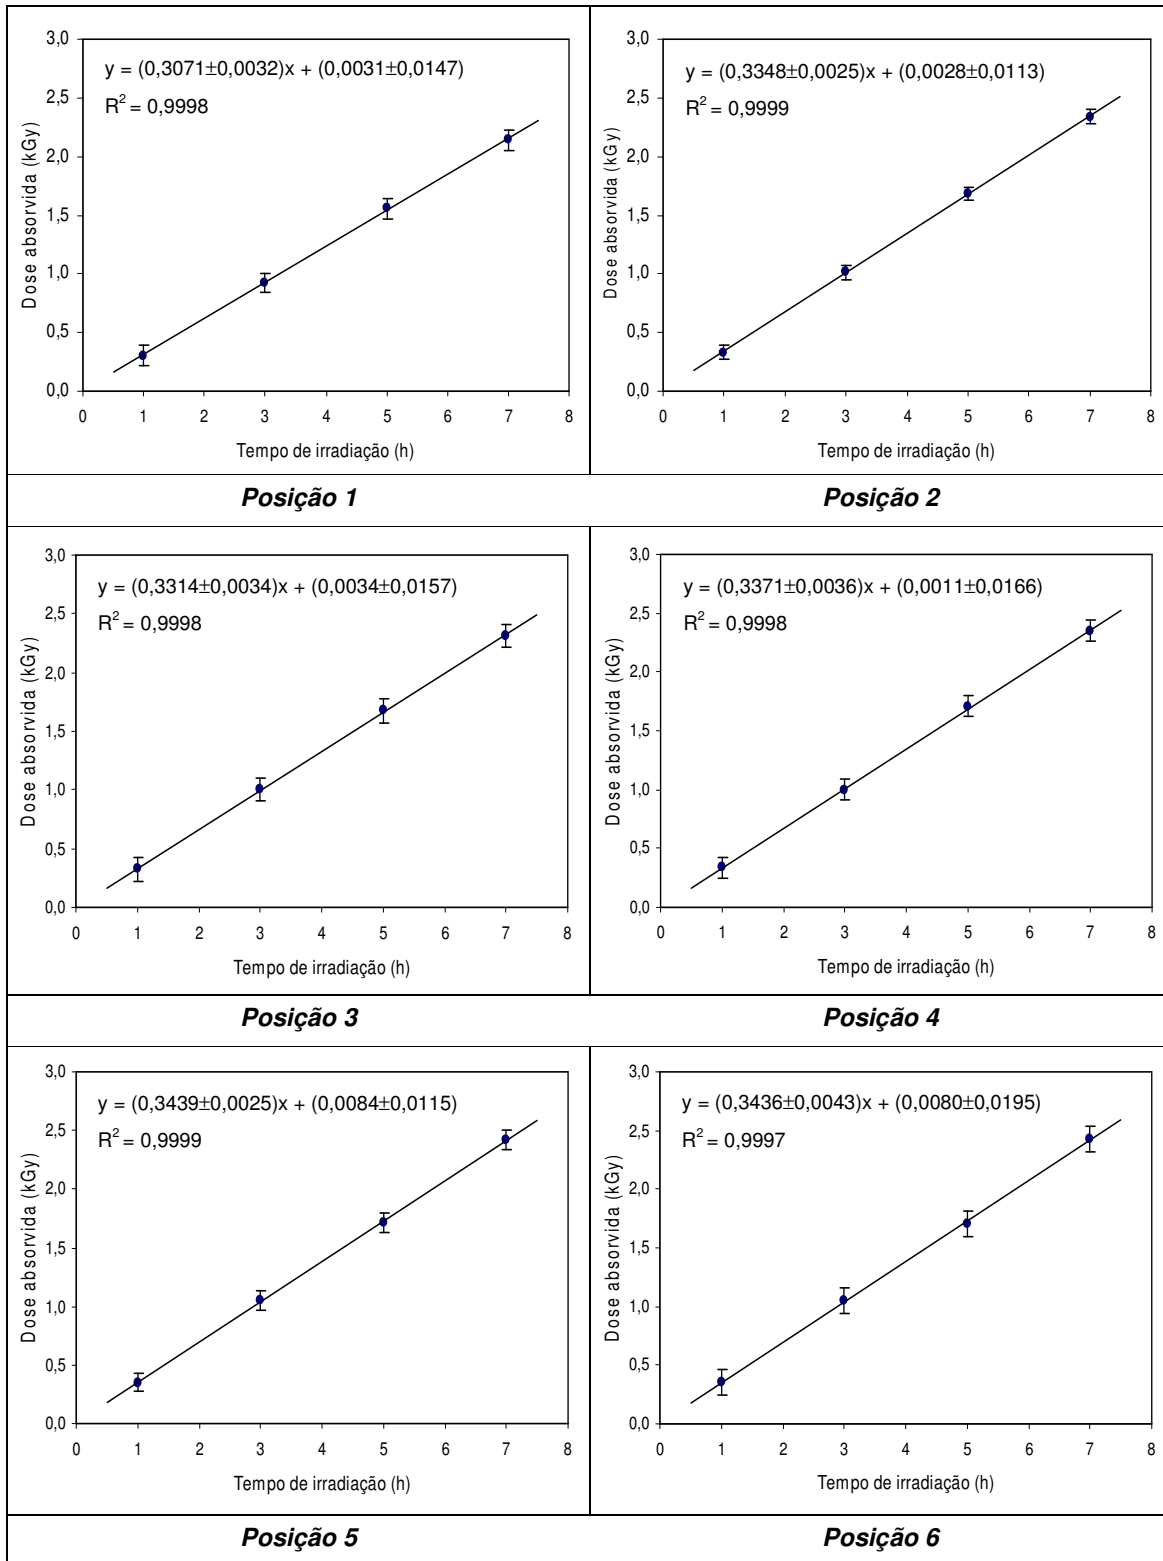 3,0
y = (0,3071±0,0032)x + (0,0031±0,0147)
R² = 0,9998
2,5
2,0
1,5
1,0
0,5
0,0
Dose absorvida (kGy)
0 1 2 3 4 5 6 7 8
Tempo de irradiação (h)
Posição 1
3,0
y = (0,3348±0,0025)x + (0,0028±0,0113)
R² = 0,9999
2,5
2,0
1,5
1,0
0,5
0,0
Dose absorvida (kGy)
0 1 2 3 4 5 6 7 8
Tempo de irradiação (h)
Posição 2
3,0
y = (0,3314±0,0034)x + (0,0034±0,0157)
R² = 0,9998
2,5
2,0
1,5
1,0
0,5
0,0
Dose absorvida (kGy)
0 1 2 3 4 5 6 7 8
Tempo de irradiação (h)
Posição 3
3,0
y = (0,3371±0,0036)x + (0,0011±0,0166)
R² = 0,9998
2,5
2,0
1,5
1,0
0,5
0,0
Dose absorvida (kGy)
0 1 2 3 4 5 6 7 8
Tempo de irradiação (h)
Posição 4
3,0
y = (0,3439±0,0025)x + (0,0084±0,0115)
R² = 0,9999
2,5
2,0
1,5
1,0
0,5
0,0
Dose absorvida (kGy)
0 1 2 3 4 5 6 7 8
Tempo de irradiação (h)
Posição 5
3,0
y = (0,3436±0,0043)x + (0,0080±0,0195)
R² = 0,9997
2,5
2,0
1,5
1,0
0,5
0,0
Dose absorvida (kGy)
0 1 2 3 4 5 6 7 8
Tempo de irradiação (h)
Posição 6